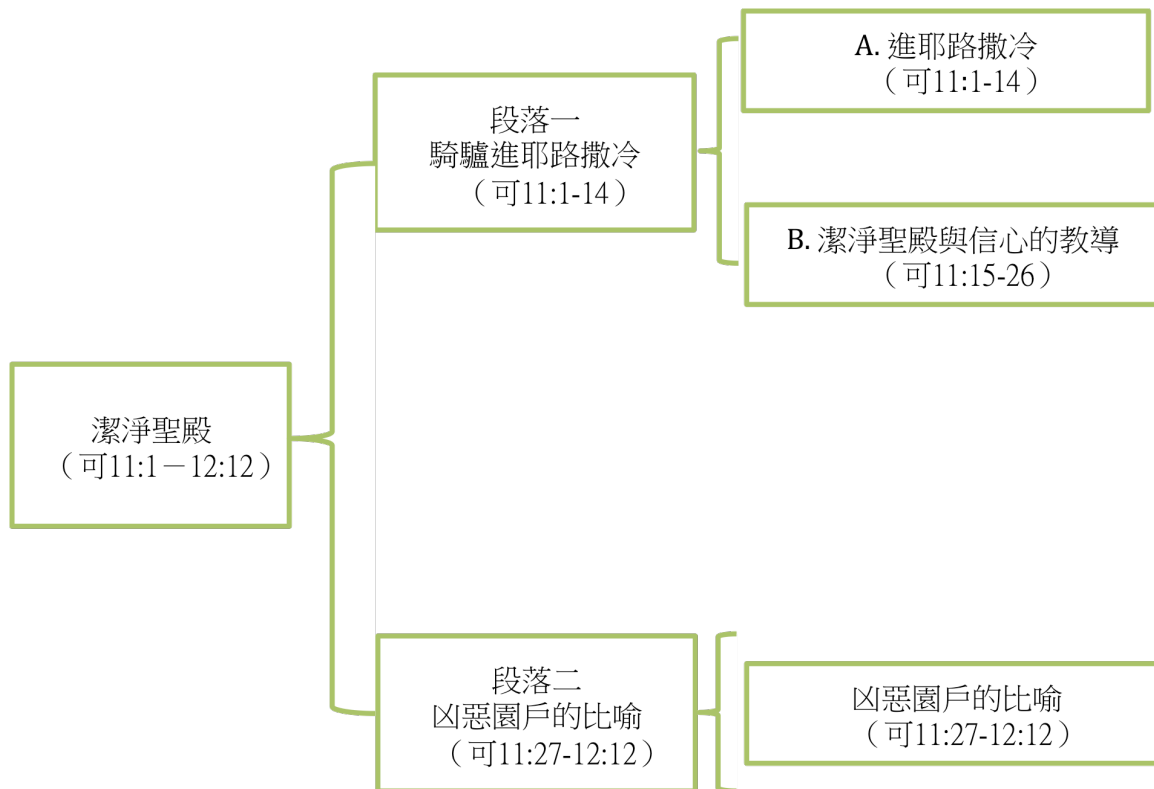 潔淨聖殿
（可11:1－12:12）
段落一
騎驢進耶路撒冷
（可11:1-14）
A. 進耶路撒冷
（可11:1-14）
B. 潔淨聖殿與信心的教導
（可11:15-26）
段落二
凶惡園戶的比喻
（可11:27-12:12）
凶惡園戶的比喻
（可11:27-12:12）